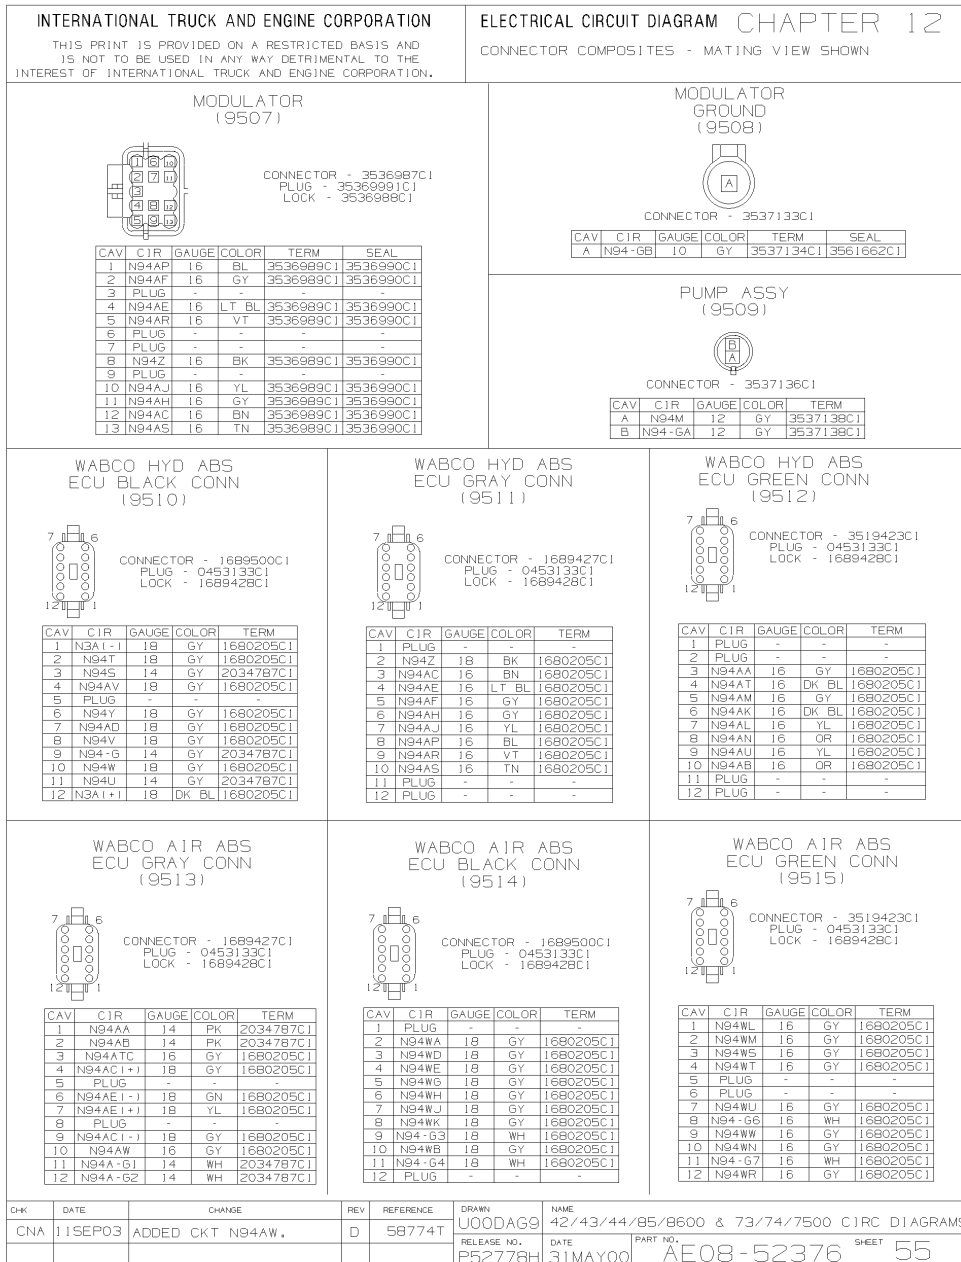 INTERNATIONAL TRUCK AND ENGINE CORPORATION
THIS PRINT IS PROVIDED ON A RESTRICTED BASIS AND
IS NOT TO BE USED IN ANY WAY DETRIMENTAL TO THE
INTEREST OF INTERNATIONAL TRUCK AND ENGINE CORPORATION.
ELECTRICAL CIRCUIT DIAGRAM CHAPTER 12
CONNECTOR COMPOSITES - MATING VIEW SHOWN
MODULATOR
(9507)
1 6 10
2 7 11
3
4 8 12
5 9 13
CONNECTOR - 3536987C1
PLUG - 35369991C1
LOCK - 3536988C1
CAV CIR GAUGE COLOR TERM SEAL
1 N94AP 16 BL 3536989C1 3536990C1
2 N94AF 16 GY 3536989C1 3536990C1
3 PLUG - - - -
4 N94AE 16 LT BL 3536989C1 3536990C1
5 N94AR 16 VT 3536989C1 3536990C1
6 PLUG - - - -
7 PLUG - - - -
8 N94Z 16 BK 3536989C1 3536990C1
9 PLUG - - - -
10 N94AJ 16 YL 3536989C1 3536990C1
11 N94AH 16 GY 3536989C1 3536990C1
12 N94AC 16 BN 3536989C1 3536990C1
13 N94AS 16 TN 3536989C1 3536990C1
MODULATOR
GROUND
(9508)
A
CONNECTOR - 3537133C1
CAV CIR GAUGE COLOR TERM SEAL
A N94-GB 10 GY 3537134C1 3561662C1
PUMP ASSY
(9509)
B
A
CONNECTOR - 3537136C1
CAV CIR GAUGE COLOR TERM
A N94M 12 GY 3537138C1
B N94-GA 12 GY 3537138C1
WABCO HYD ABS
ECU BLACK CONN
(9510)
7 6
12 1
CONNECTOR - 1689500C1
PLUG - 0453133C1
LOCK - 1689428C1
CAV CIR GAUGE COLOR TERM
1 N3A(-) 18 GY 1680205C1
2 N94T 18 GY 1680205C1
3 N94S 14 GY 2034787C1
4 N94AV 18 GY 1680205C1
5 PLUG - - -
6 N94Y 18 GY 1680205C1
7 N94AD 18 GY 1680205C1
8 N94V 18 GY 1680205C1
9 N94-G 14 GY 2034787C1
10 N94W 18 GY 1680205C1
11 N94U 14 GY 2034787C1
12 N3A(+) 18 DK BL 1680205C1
WABCO HYD ABS
ECU GRAY CONN
(9511)
7 6
12 1
CONNECTOR - 1689427C1
PLUG - 0453133C1
LOCK - 1689428C1
CAV CIR GAUGE COLOR TERM
1 PLUG - - -
2 N94Z 18 BK 1680205C1
3 N94AC 16 BN 1680205C1
4 N94AE 16 LT BL 1680205C1
5 N94AF 16 GY 1680205C1
6 N94AH 16 GY 1680205C1
7 N94AJ 16 YL 1680205C1
8 N94AP 16 BL 1680205C1
9 N94AR 16 VT 1680205C1
10 N94AS 16 TN 1680205C1
11 PLUG - - -
12 PLUG - - -
WABCO HYD ABS
ECU GREEN CONN
(9512)
7 6
12 1
CONNECTOR - 3519423C1
PLUG - 0453133C1
LOCK - 1689428C1
CAV CIR GAUGE COLOR TERM
1 PLUG - - -
2 PLUG - - -
3 N94AA 16 GY 1680205C1
4 N94AT 16 DK BL 1680205C1
5 N94AM 16 GY 1680205C1
6 N94AK 16 DK BL 1680205C1
7 N94AL 16 YL 1680205C1
8 N94AN 16 OR 1680205C1
9 N94AU 16 YL 1680205C1
10 N94AB 16 OR 1680205C1
11 PLUG - - -
12 PLUG - - -
WABCO AIR ABS
ECU GRAY CONN
(9513)
7 6
12 1
CONNECTOR - 1689427C1
PLUG - 0453133C1
LOCK - 1689428C1
CAV CIR GAUGE COLOR TERM
1 N94AA 14 PK 2034787C1
2 N94AB 14 PK 2034787C1
3 N94ATC 16 GY 1680205C1
4 N94AC(+) 18 GY 1680205C1
5 PLUG - - -
6 N94AE(-) 18 GN 1680205C1
7 N94AE(+) 18 YL 1680205C1
8 PLUG - - -
9 N94AC(-) 18 GY 1680205C1
10 N94AW 16 GY 1680205C1
11 N94A-G1 14 WH 2034787C1
12 N94A-G2 14 WH 2034787C1
WABCO AIR ABS
ECU BLACK CONN
(9514)
7 6
12 1
CONNECTOR - 1689500C1
PLUG - 0453133C1
LOCK - 1689428C1
CAV CIR GAUGE COLOR TERM
1 PLUG - - -
2 N94WA 18 GY 1680205C1
3 N94WD 18 GY 1680205C1
4 N94WE 18 GY 1680205C1
5 N94WG 18 GY 1680205C1
6 N94WH 18 GY 1680205C1
7 N94WJ 18 GY 1680205C1
8 N94WK 18 GY 1680205C1
9 N94-G3 18 WH 1680205C1
10 N94WB 18 GY 1680205C1
11 N94-G4 18 WH 1680205C1
12 PLUG - - -
WABCO AIR ABS
ECU GREEN CONN
(9515)
7 6
12 1
CONNECTOR - 3519423C1
PLUG - 0453133C1
LOCK - 1689428C1
CAV CIR GAUGE COLOR TERM
1 N94WL 16 GY 1680205C1
2 N94WM 16 GY 1680205C1
3 N94WS 16 GY 1680205C1
4 N94WT 16 GY 1680205C1
5 PLUG - - -
6 PLUG - - -
7 N94WU 16 GY 1680205C1
8 N94-G6 16 WH 1680205C1
9 N94WW 16 GY 1680205C1
10 N94WN 16 GY 1680205C1
11 N94-G7 16 WH 1680205C1
12 N94WR 16 GY 1680205C1
CHK DATE CHANGE REV REFERENCE
CNA 11SEP03 ADDED CKT N94AW. D 58774T
DRAWN
U00DAG9
NAME
42/43/44/85/8600 & 73/74/7500 CIRC DIAGRAMS
RELEASE NO.
P52778H
DATE
31MAY00
PART NO.
AE08-52376
SHEET 55